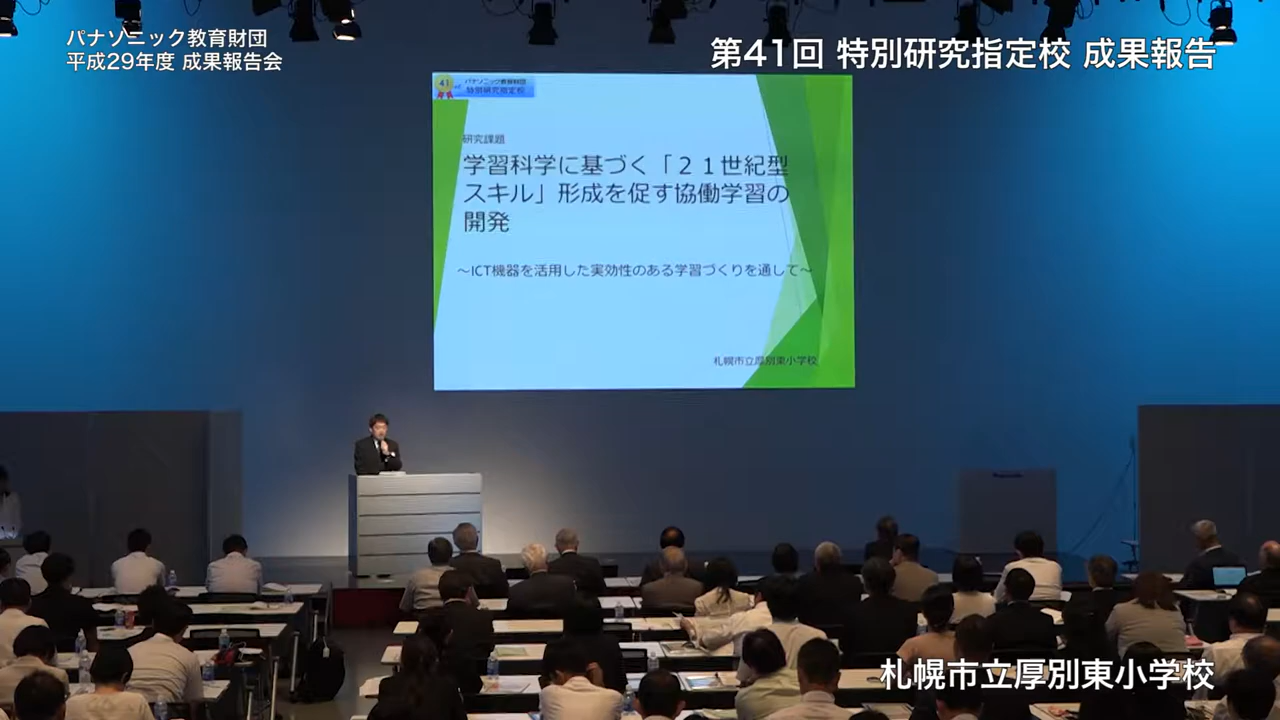 パナソニック教育財団
平成29年度 成果報告会
第41回 特別研究指定校 成果報告
41
パナソニック教育財団
特別研究指定校
研究課題
学習科学に基づく「２１世紀型
スキル」形成を促す協働学習の
開発
～ICT機器を活用した実効性のある学習づくりを通して～
札幌市立厚別東小学校
札幌市立厚別東小学校